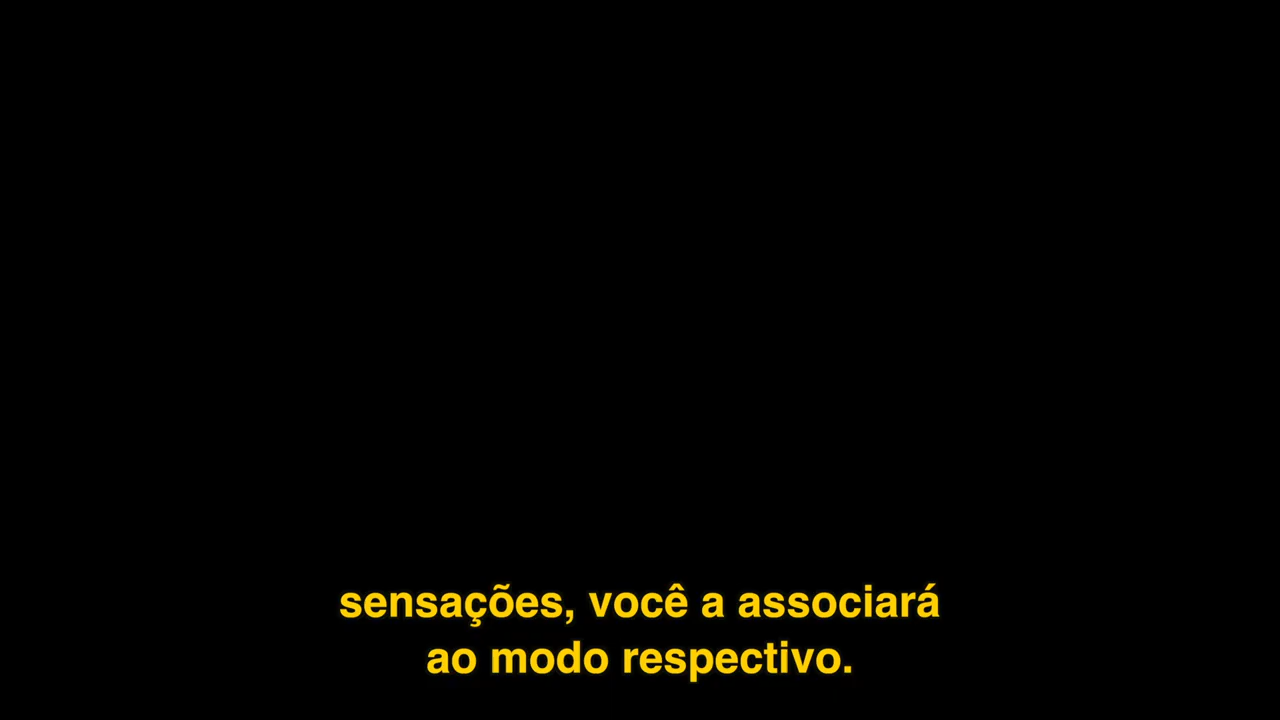 sensações, você a associará
ao modo respectivo.